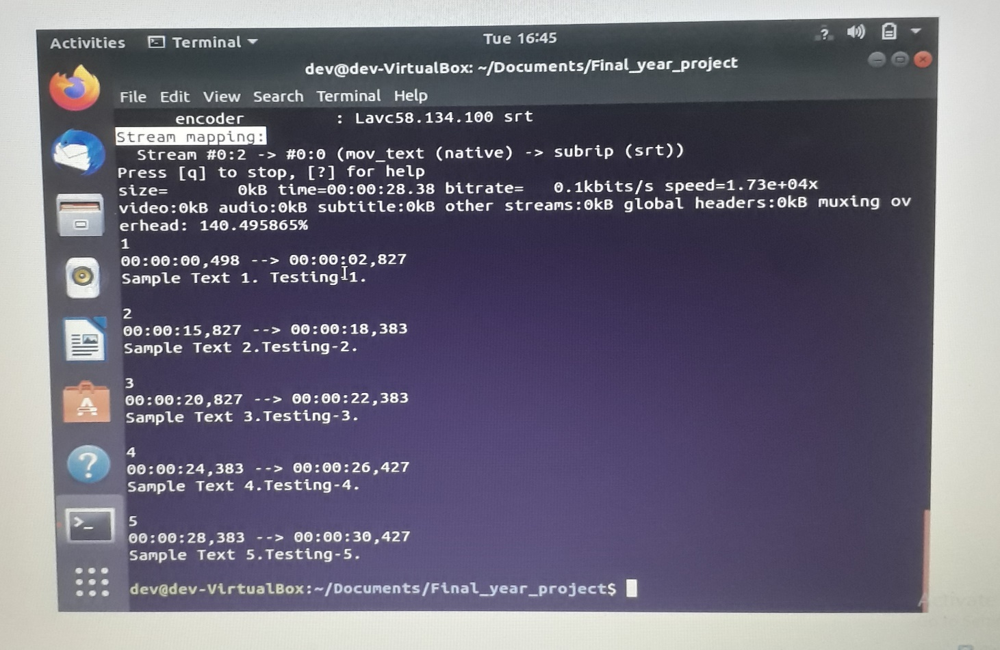 Activities Terminal Tue 16:45
dev@dev-VirtualBox: ~/Documents/Final_year_project
File Edit View Search Terminal Help
encoder : Lavc58.134.100 srt
Stream mapping:
Stream #0:2 -> #0:0 (mov_text (native) -> subrip (srt))
Press [q] to stop, [?] for help
size= 0kB time=00:00:28.38 bitrate= 0.1kbits/s speed=1.73e+04x
video:0kB audio:0kB subtitle:0kB other streams:0kB global headers:0kB muxing ov
erhead: 140.495865%
1
00:00:00,498 --> 00:00:02,827
Sample Text 1. Testing-1.
2
00:00:15,827 --> 00:00:18,383
Sample Text 2.Testing-2.
3
00:00:20,827 --> 00:00:22,383
Sample Text 3.Testing-3.
4
00:00:24,383 --> 00:00:26,427
Sample Text 4.Testing-4.
5
00:00:28,383 --> 00:00:30,427
Sample Text 5.Testing-5.
dev@dev-VirtualBox:~/Documents/Final_year_project$
Activate